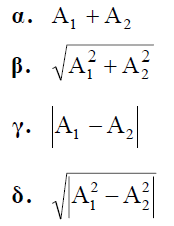 α. A₁ + A₂
β. √(A₁² + A₂²)
γ. |A₁ − A₂|
δ. √|A₁² − A₂²|